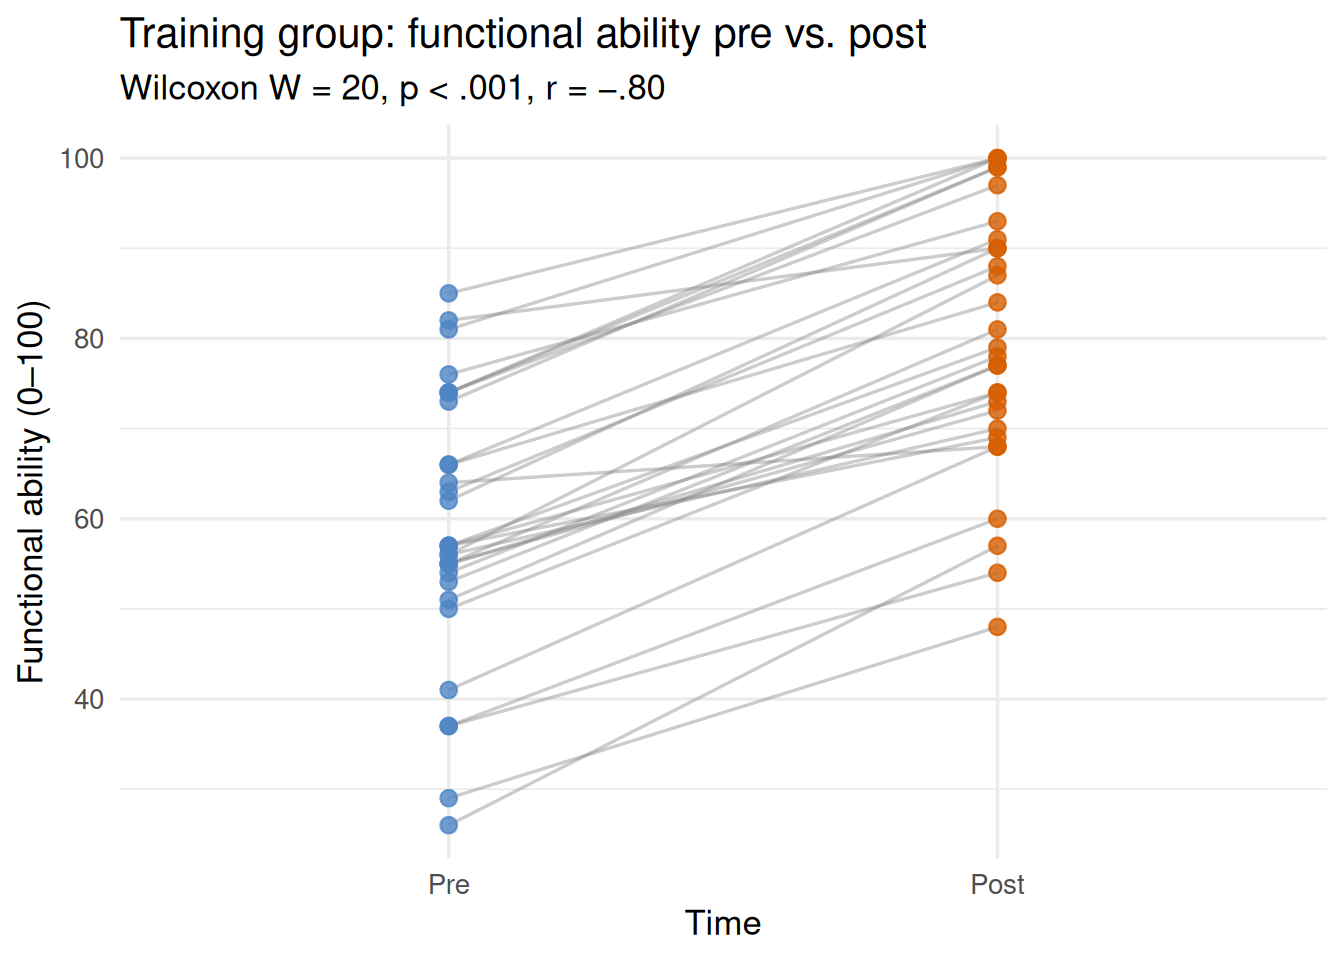 Training group: functional ability pre vs. post
Wilcoxon W = 20, p < .001, r = −.80
Functional ability (0–100)
100
80
60
40
Pre
Post
Time